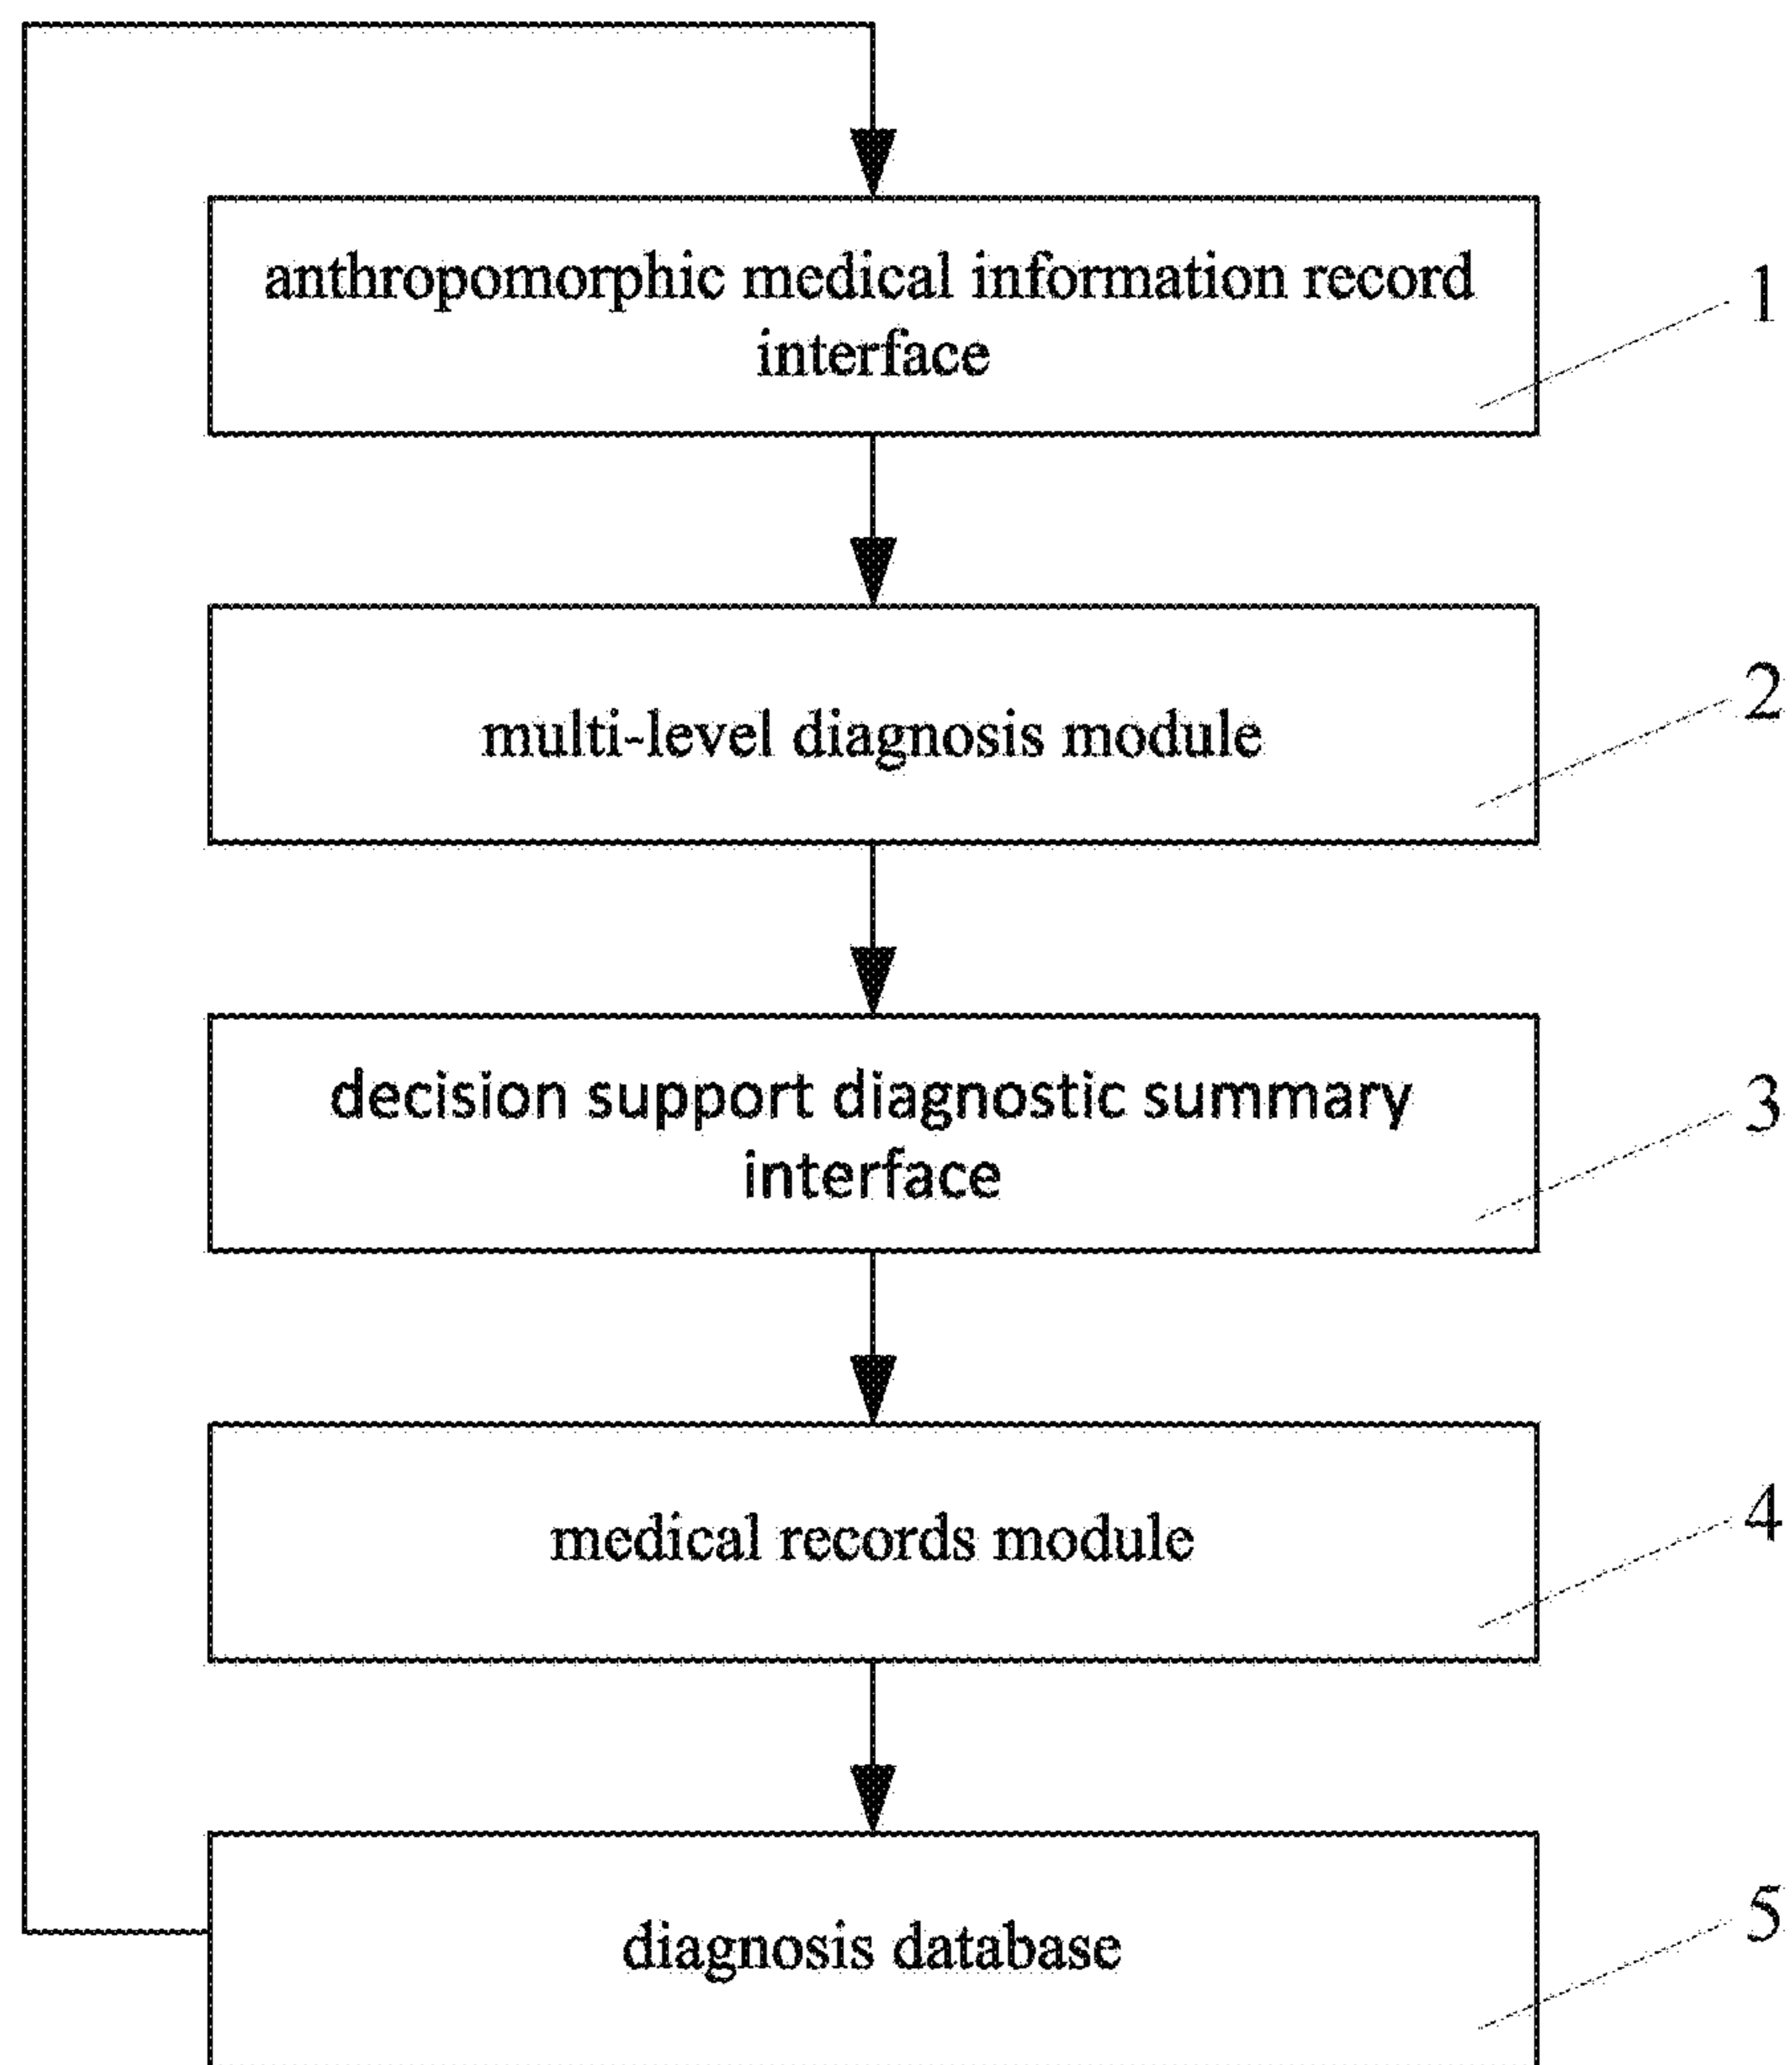 anthropomorphic medical information record
interface
1
multi-level diagnosis module
2
decision support diagnostic summary
interface
3
medical records module
4
diagnosis database
5